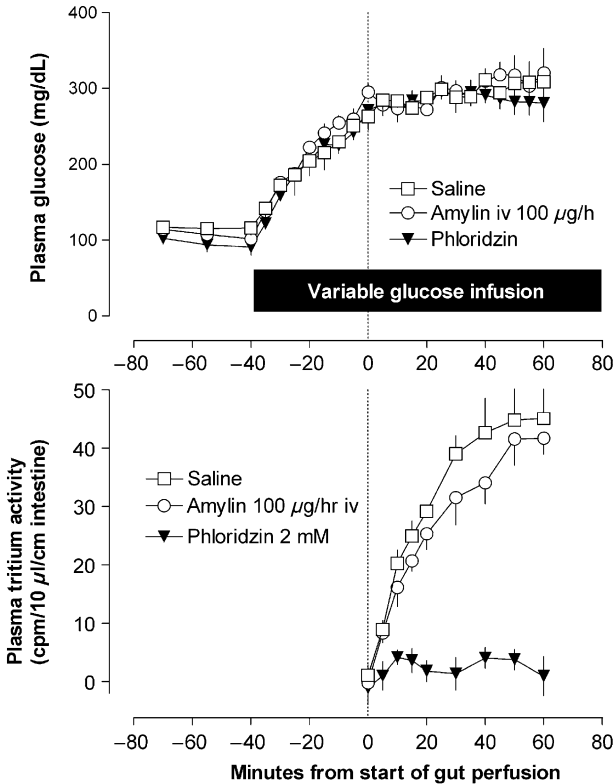 Plasma glucose (mg/dL)
400
300
200
100
0
Saline
Amylin iv 100 µg/h
Phloridzin
Variable glucose infusion
–80 –60 –40 –20 0 20 40 60 80
Plasma tritium activity
(cpm/10 µl/cm intestine)
50
40
30
20
10
0
Saline
Amylin 100 µg/hr iv
Phloridzin 2 mM
–80 –60 –40 –20 0 20 40 60 80
Minutes from start of gut perfusion